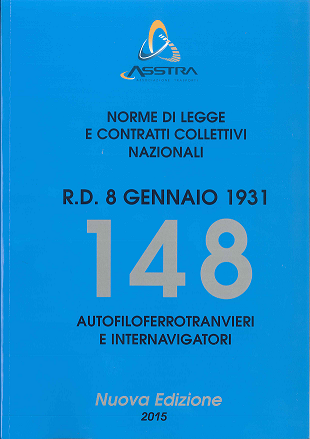 ASSTRA
NORME DI LEGGE
E CONTRATTI COLLETTIVI
NAZIONALI
R.D. 8 GENNAIO 1931
148
AUTOFILOFERROTRANVIERI
E INTERNAVIGATORI
Nuova Edizione
2015